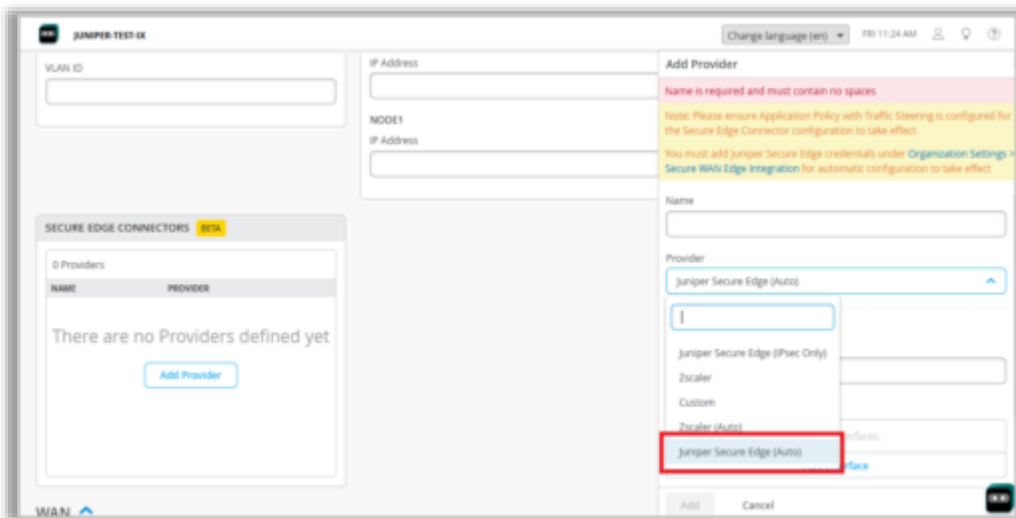 JUNIPER-TEST-IX
Change language (en)
FRI 11:24 AM
VLAN ID
IP Address
NODE1
IP Address
SECURE EDGE CONNECTORS BETA
0 Providers
NAME PROVIDER
There are no Providers defined yet
Add Provider
WAN
Add Provider
Name is required and must contain no spaces
Note: Please ensure Application Policy with Traffic Steering is configured for
the Secure Edge Connector configuration to take effect
You must add Juniper Secure Edge credentials under Organization Settings >
Secure WAN Edge Integration for automatic configuration to take effect
Name
Provider
Juniper Secure Edge (Auto)
Juniper Secure Edge (IPsec Only)
Zscaler
Custom
Zscaler (Auto)
Juniper Secure Edge (Auto)
Add Cancel